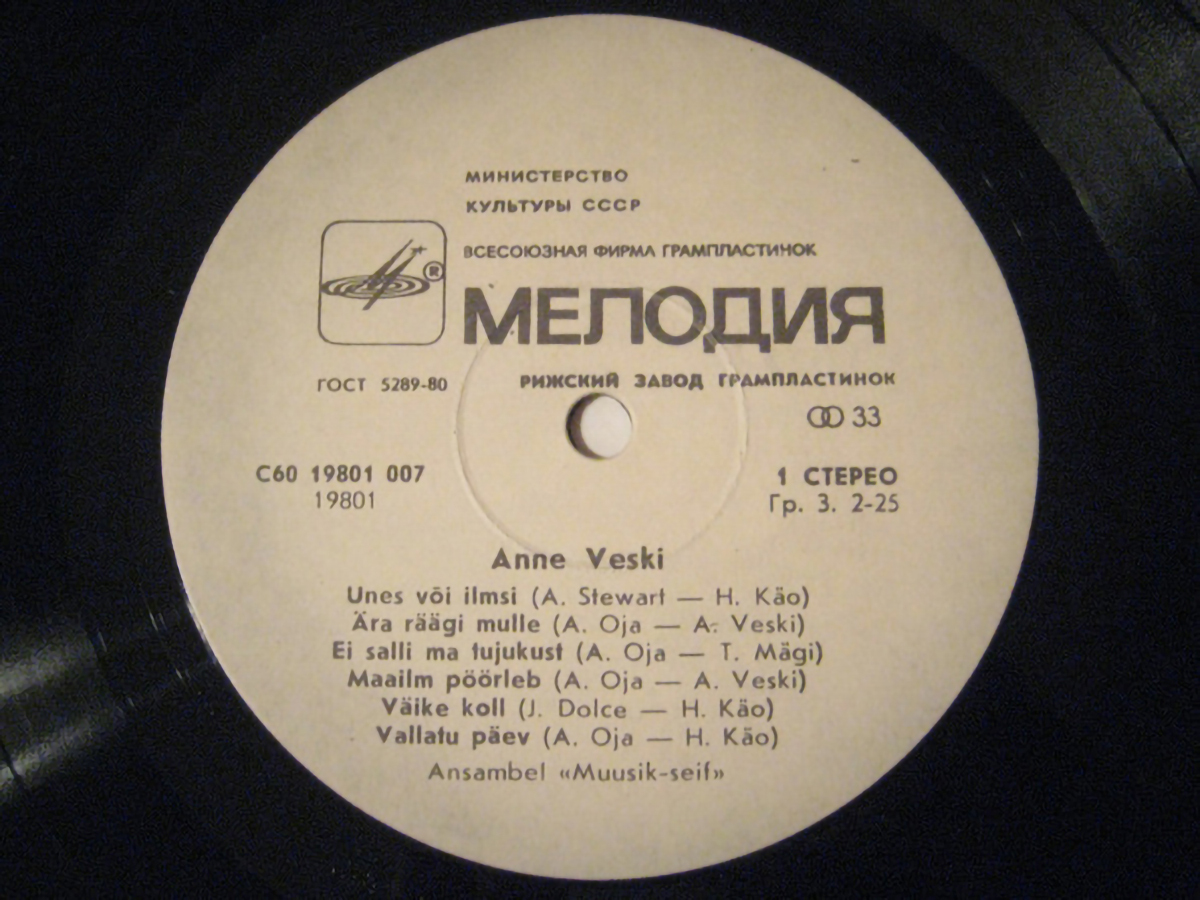 МИНИСТЕРСТВО
КУЛЬТУРЫ СССР
ВСЕСОЮЗНАЯ ФИРМА ГРАМПЛАСТИНОК
®
МЕЛОДИЯ
ГОСТ 5289-80
РИЖСКИЙ ЗАВОД ГРАМПЛАСТИНОК
33
С60 19801 007
19801
1 СТЕРЕО
Гр. 3. 2-25
Anne Veski
Unes või ilmsi (A. Stewart — H. Käo)
Ära räägi mulle (A. Oja — A. Veski)
Ei salli ma tujukust (A. Oja — T. Mägi)
Maailm pöörleb (A. Oja — A. Veski)
Väike koll (J. Dolce — H. Käo)
Vallatu päev (A. Oja — H. Käo)
Ansambel «Muusik-seif»